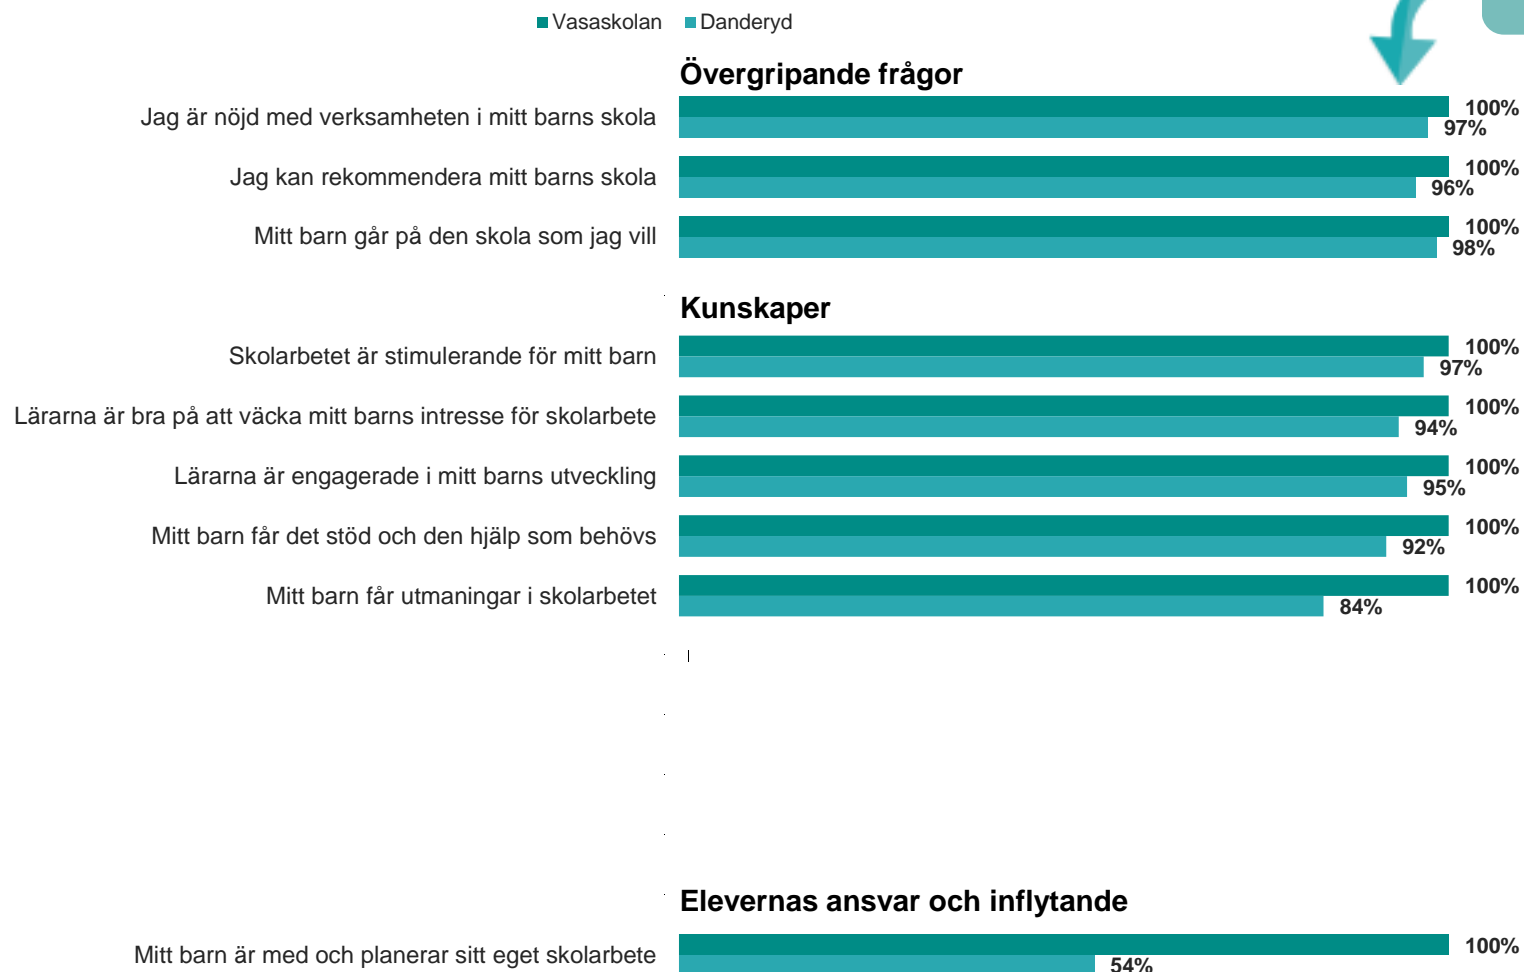 Vasaskolan Danderyd
Övergripande frågor
Jag är nöjd med verksamheten i mitt barns skola 100%
97%
Jag kan rekommendera mitt barns skola 100%
96%
Mitt barn går på den skola som jag vill 100%
98%
Kunskaper
Skolarbetet är stimulerande för mitt barn 100%
97%
Lärarna är bra på att väcka mitt barns intresse för skolarbete 100%
94%
Lärarna är engagerade i mitt barns utveckling 100%
95%
Mitt barn får det stöd och den hjälp som behövs 100%
92%
Mitt barn får utmaningar i skolarbetet 100%
84%
Elevernas ansvar och inflytande
Mitt barn är med och planerar sitt eget skolarbete 100%
54%